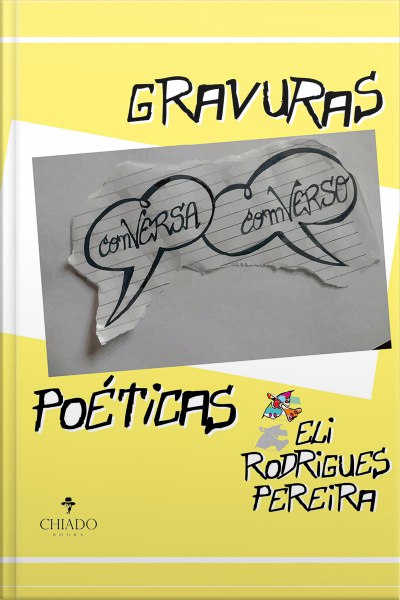 GRAVURAS
comVERSA
comVERSO
POÉTICAS
ELI
RODRIGUES
PEREIRA
CHIADO
BOOKS